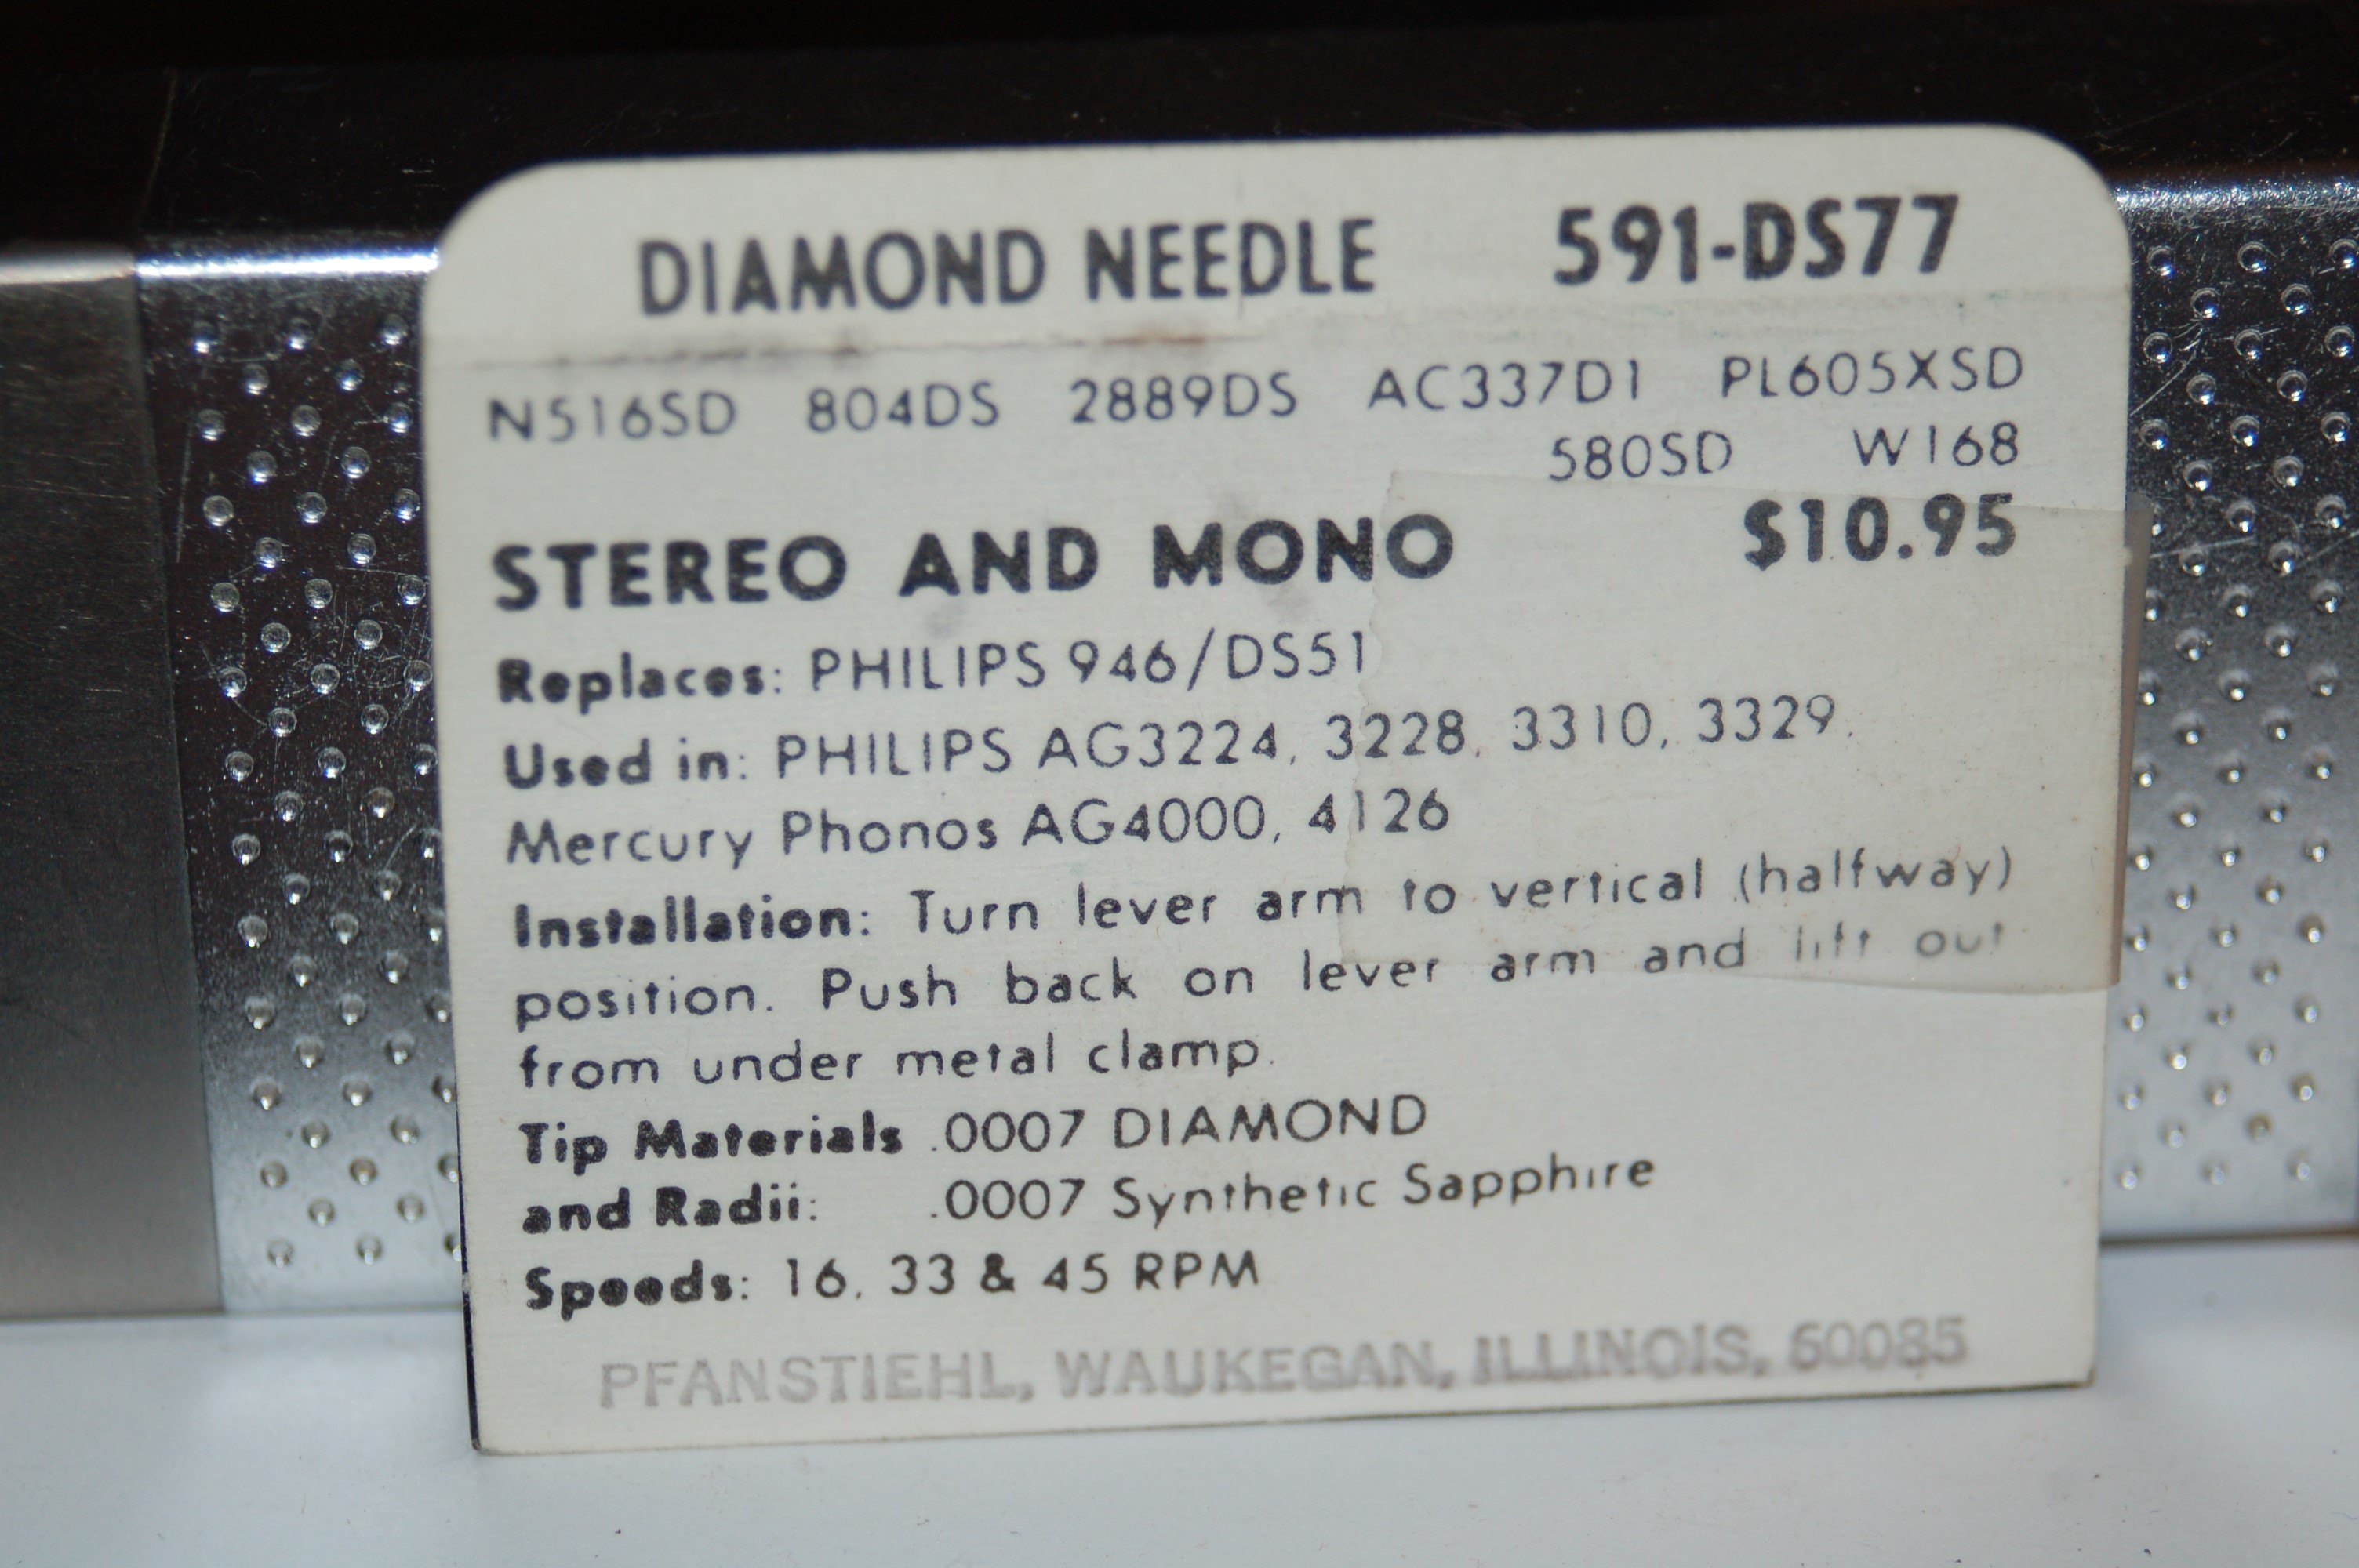 DIAMOND NEEDLE 591-DS77
N516SD 804DS 2889DS AC337D1 PL605XSD
580SD W168
STEREO AND MONO $10.95
Replaces: PHILIPS 946/DS51
Used in: PHILIPS AG3224, 3228, 3310, 3329,
Mercury Phonos AG4000, 4126
Installation: Turn lever arm to vertical (halfway)
position. Push back on lever arm and lift out
from under metal clamp.
Tip Materials .0007 DIAMOND
and Radii: .0007 Synthetic Sapphire
Speeds: 16, 33 & 45 RPM
PFANSTIEHL, WAUKEGAN, ILLINOIS, 60085